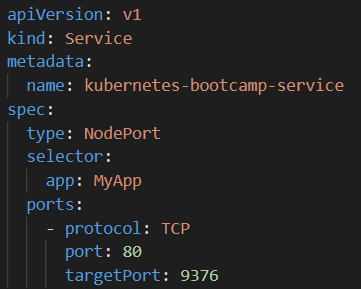 apiVersion: v1
kind: Service
metadata:
  name: kubernetes-bootcamp-service
spec:
  type: NodePort
  selector:
    app: MyApp
  ports:
    - protocol: TCP
      port: 80
      targetPort: 9376